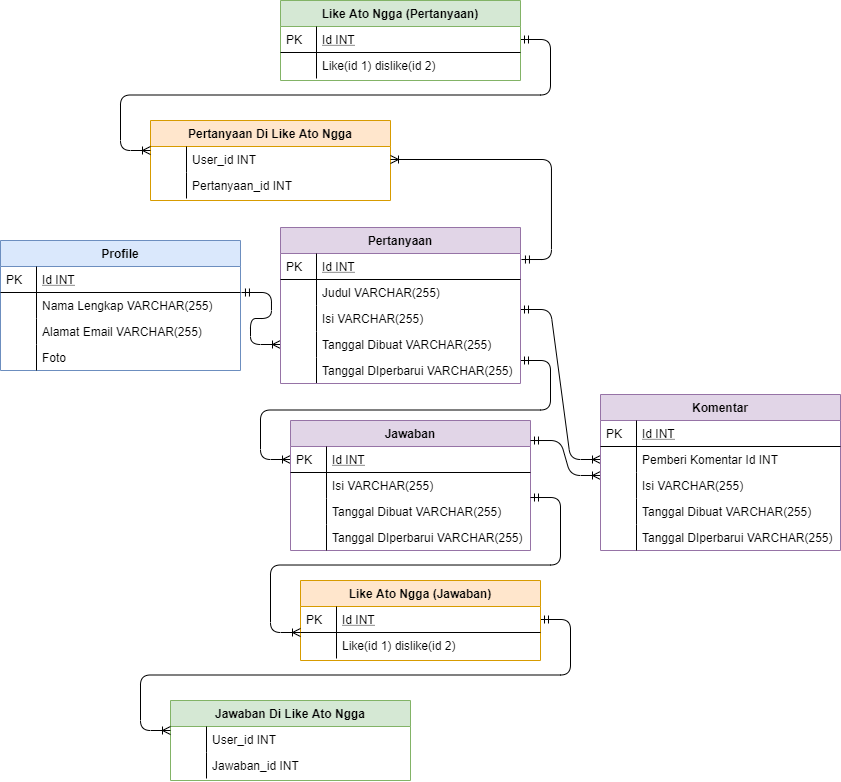 Like Ato Ngga (Pertanyaan)
PK Id INT
Like(id 1) dislike(id 2)
Pertanyaan Di Like Ato Ngga
User_id INT
Pertanyaan_id INT
Profile
PK Id INT
Nama Lengkap VARCHAR(255)
Alamat Email VARCHAR(255)
Foto
Pertanyaan
PK Id INT
Judul VARCHAR(255)
Isi VARCHAR(255)
Tanggal Dibuat VARCHAR(255)
Tanggal DIperbarui VARCHAR(255)
Jawaban
PK Id INT
Isi VARCHAR(255)
Tanggal Dibuat VARCHAR(255)
Tanggal DIperbarui VARCHAR(255)
Komentar
PK Id INT
Pemberi Komentar Id INT
Isi VARCHAR(255)
Tanggal Dibuat VARCHAR(255)
Tanggal DIperbarui VARCHAR(255)
Like Ato Ngga (Jawaban)
PK Id INT
Like(id 1) dislike(id 2)
Jawaban Di Like Ato Ngga
User_id INT
Jawaban_id INT